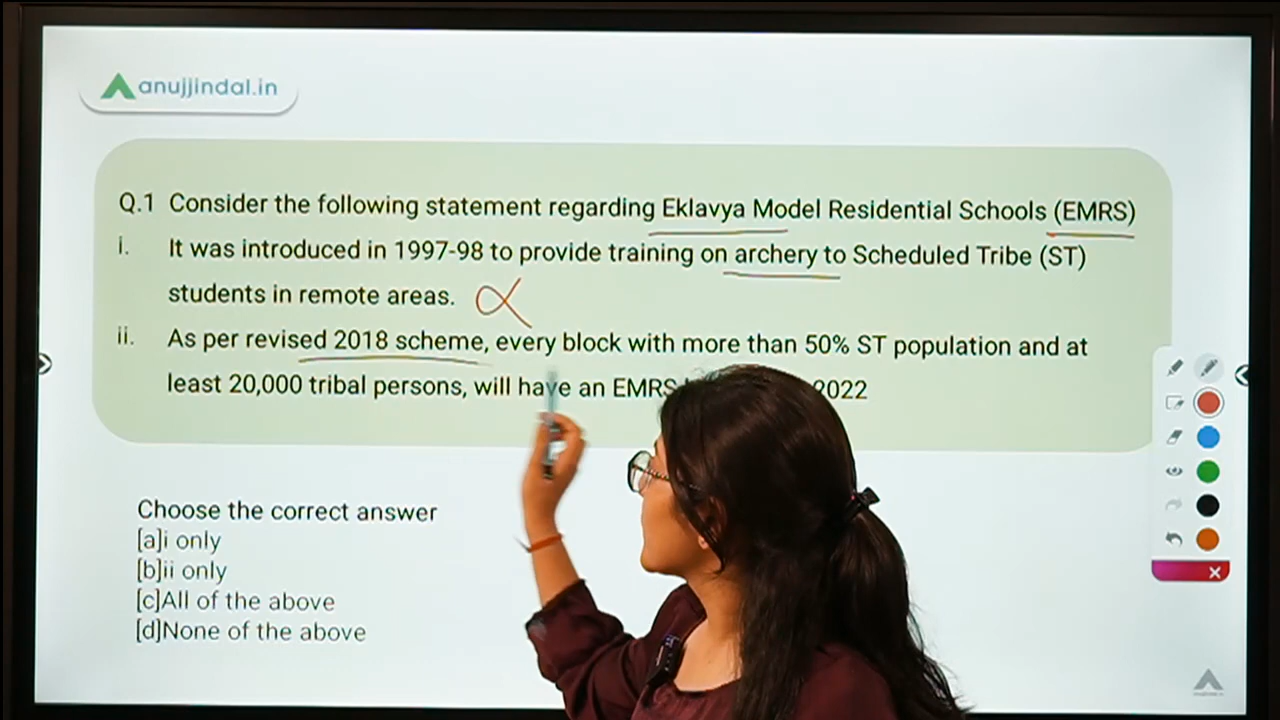 anujjindal.in
Q.1 Consider the following statement regarding Eklavya Model Residential Schools (EMRS)
i. It was introduced in 1997-98 to provide training on archery to Scheduled Tribe (ST)
students in remote areas.
ii. As per revised 2018 scheme, every block with more than 50% ST population and at
least 20,000 tribal persons, will have an EMRS 2022
Choose the correct answer
[a]i only
[b]ii only
[c]All of the above
[d]None of the above